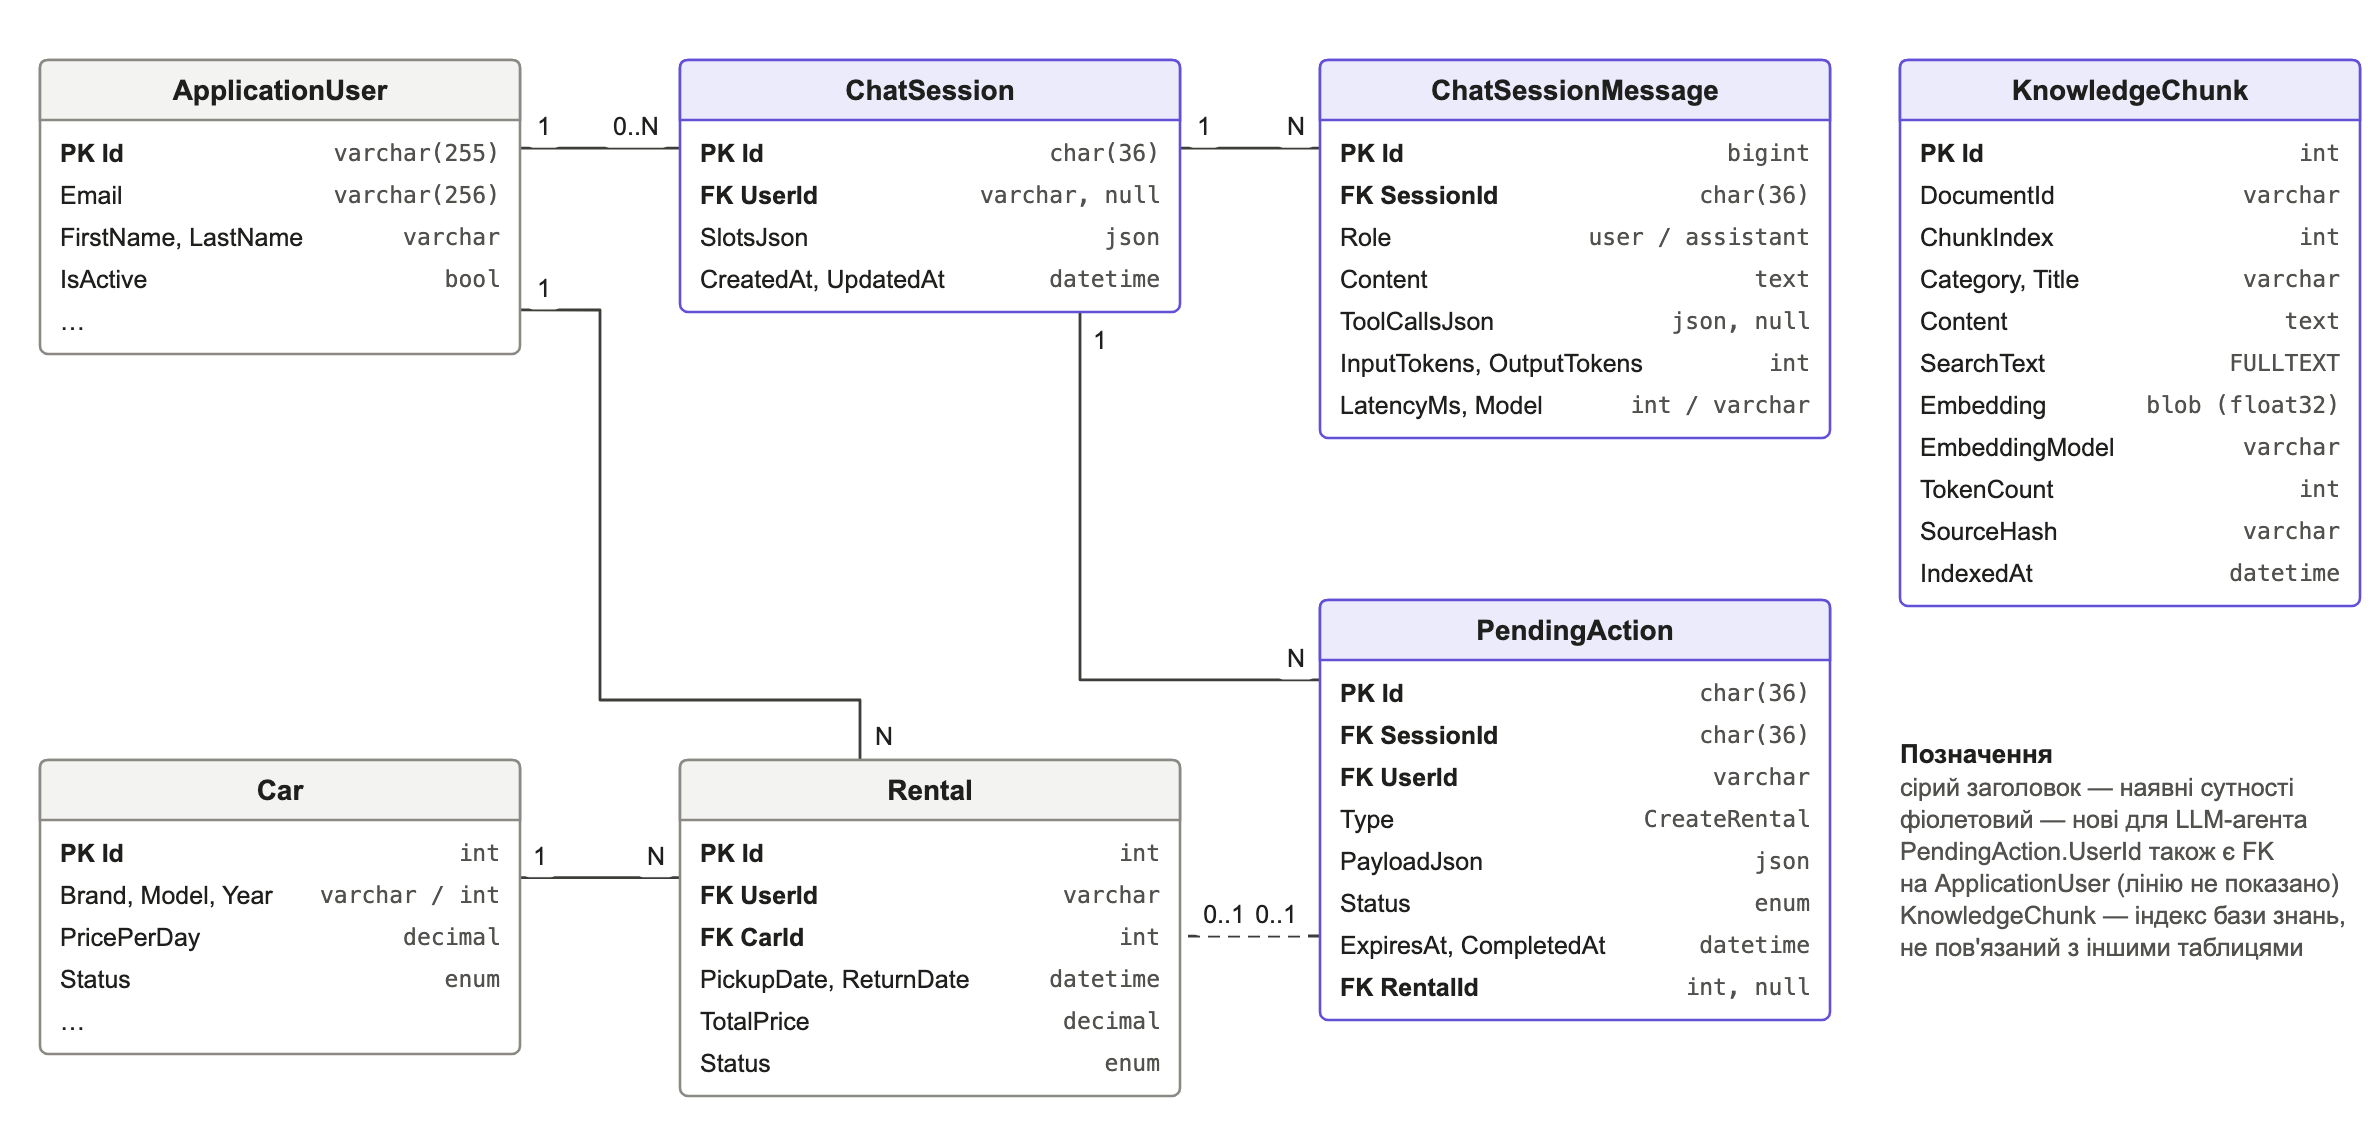 ApplicationUser
PK Id varchar(255)
Email varchar(256)
FirstName, LastName varchar
IsActive bool
…
1 0..N
1
ChatSession
PK Id char(36)
FK UserId varchar, null
SlotsJson json
CreatedAt, UpdatedAt datetime
1 N
1
ChatSessionMessage
PK Id bigint
FK SessionId char(36)
Role user / assistant
Content text
ToolCallsJson json, null
InputTokens, OutputTokens int
LatencyMs, Model int / varchar
KnowledgeChunk
PK Id int
DocumentId varchar
ChunkIndex int
Category, Title varchar
Content text
SearchText FULLTEXT
Embedding blob (float32)
EmbeddingModel varchar
TokenCount int
SourceHash varchar
IndexedAt datetime
N
N
Car
PK Id int
Brand, Model, Year varchar / int
PricePerDay decimal
Status enum
…
1 N
Rental
PK Id int
FK UserId varchar
FK CarId int
PickupDate, ReturnDate datetime
TotalPrice decimal
Status enum
0..1 0..1
PendingAction
PK Id char(36)
FK SessionId char(36)
FK UserId varchar
Type CreateRental
PayloadJson json
Status enum
ExpiresAt, CompletedAt datetime
FK RentalId int, null
Позначення
сірий заголовок — наявні сутності
фіолетовий — нові для LLM-агента
PendingAction.UserId також є FK
на ApplicationUser (лінію не показано)
KnowledgeChunk — індекс бази знань,
не пов'язаний з іншими таблицями